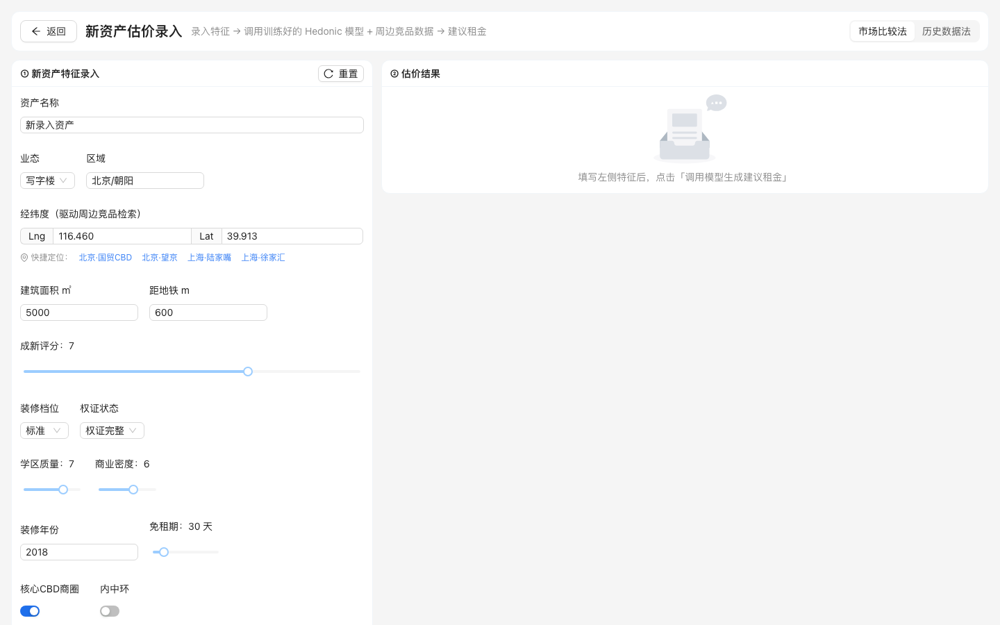 返回
新资产估价录入
录入特征 → 调用训练好的 Hedonic 模型 + 周边竞品数据 → 建议租金
市场比较法
历史数据法
① 新资产特征录入
重置
资产名称
新录入资产
业态
区域
写字楼
北京/朝阳
经纬度（驱动周边竞品检索）
Lng
116.460
Lat
39.913
快捷定位：
北京·国贸CBD
北京·望京
上海·陆家嘴
上海·徐家汇
建筑面积 ㎡
距地铁 m
5000
600
成新评分：7
装修档位
权证状态
标准
权证完整
学区质量：7
商业密度：6
装修年份
免租期：30 天
2018
核心CBD商圈
内中环
② 估价结果
填写左侧特征后，点击「调用模型生成建议租金」